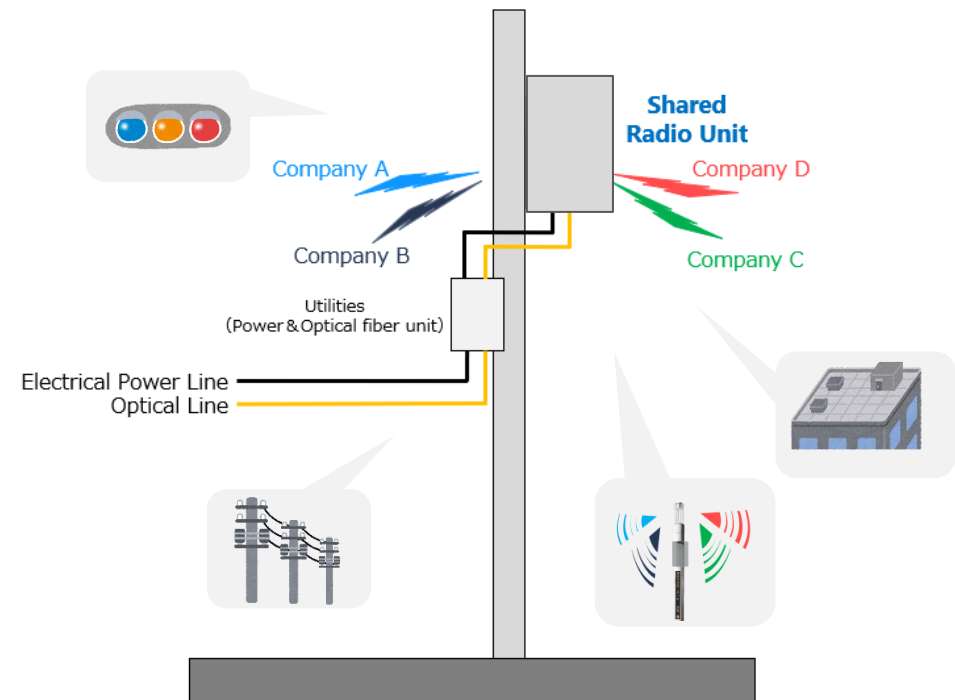 Shared
Radio Unit
Company A
Company D
Company B
Company C
Utilities
(Power&Optical fiber unit)
Electrical Power Line
Optical Line